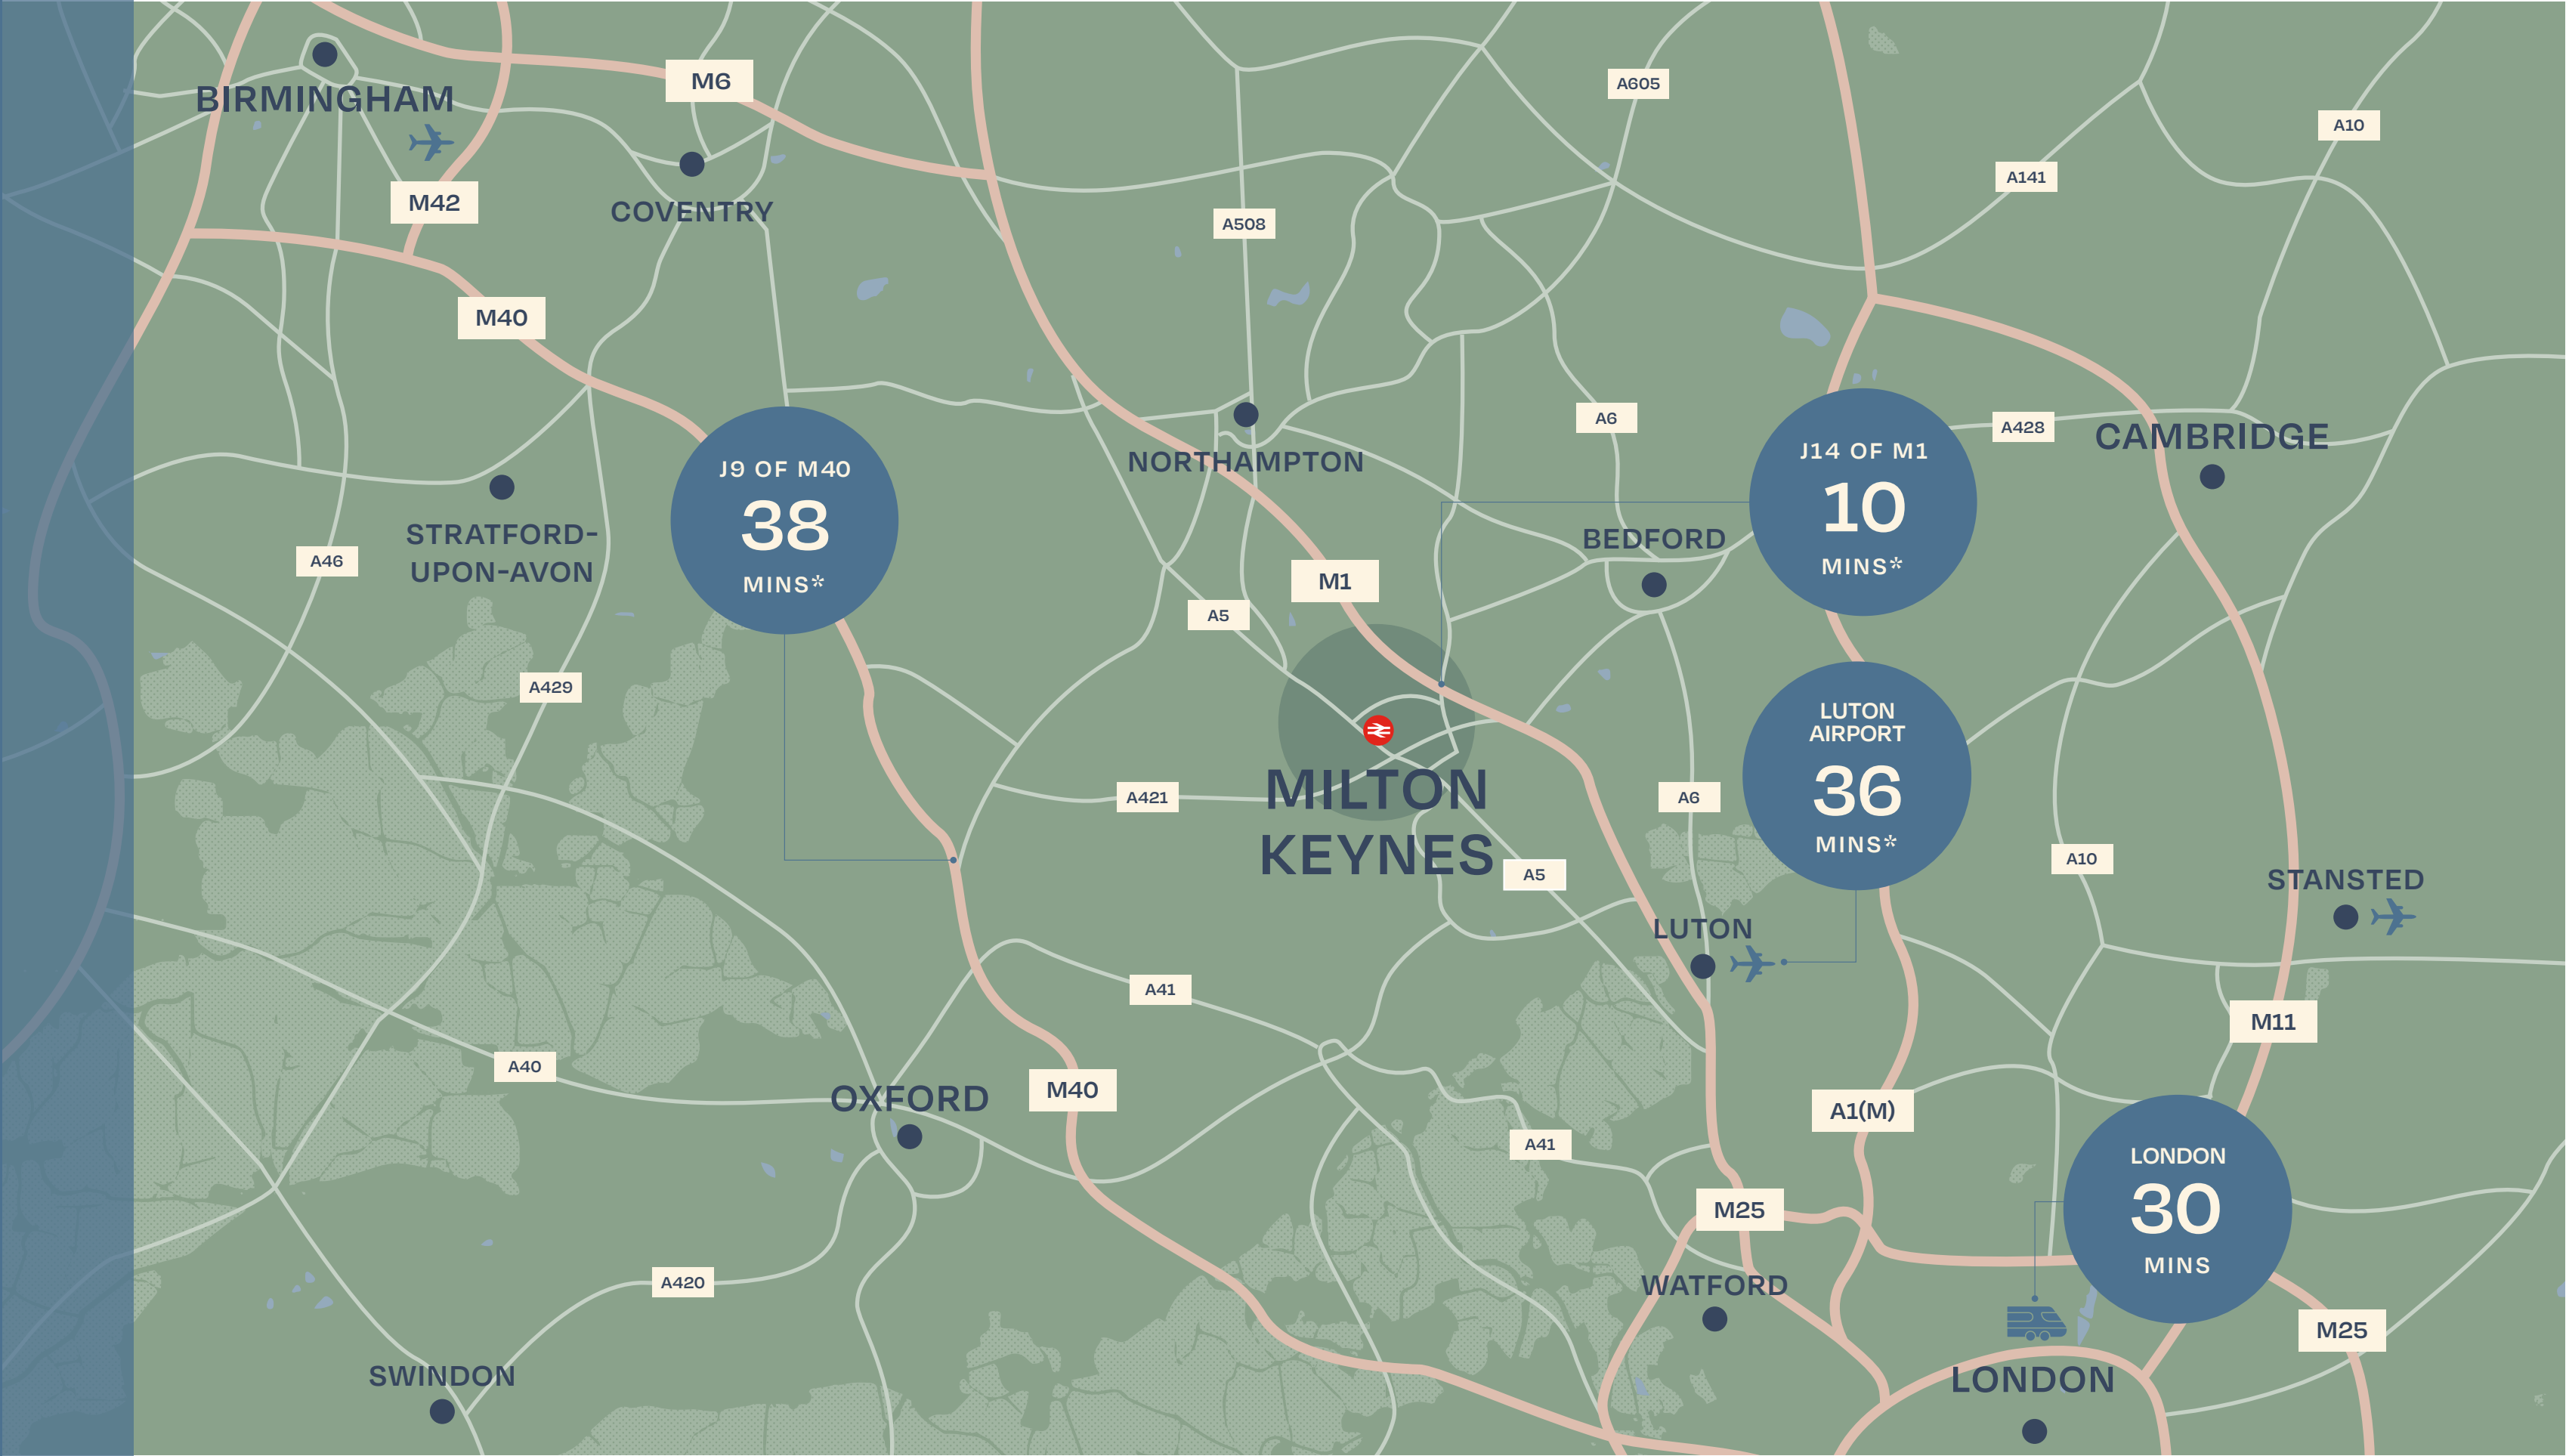 BIRMINGHAM
M6
A605
A10
A141
M42
COVENTRY
A508
M40
A6
A428
CAMBRIDGE
J9 OF M40
38
MINS*
NORTHAMPTON
J14 OF M1
10
MINS*
STRATFORD-
UPON-AVON
A46
BEDFORD
M1
A5
A429
LUTON
AIRPORT
36
MINS*
MILTON
KEYNES
A421
A6
A5
A10
STANSTED
LUTON
A41
M11
A40
OXFORD
M40
A1(M)
A41
LONDON
30
MINS
M25
A420
WATFORD
M25
SWINDON
LONDON